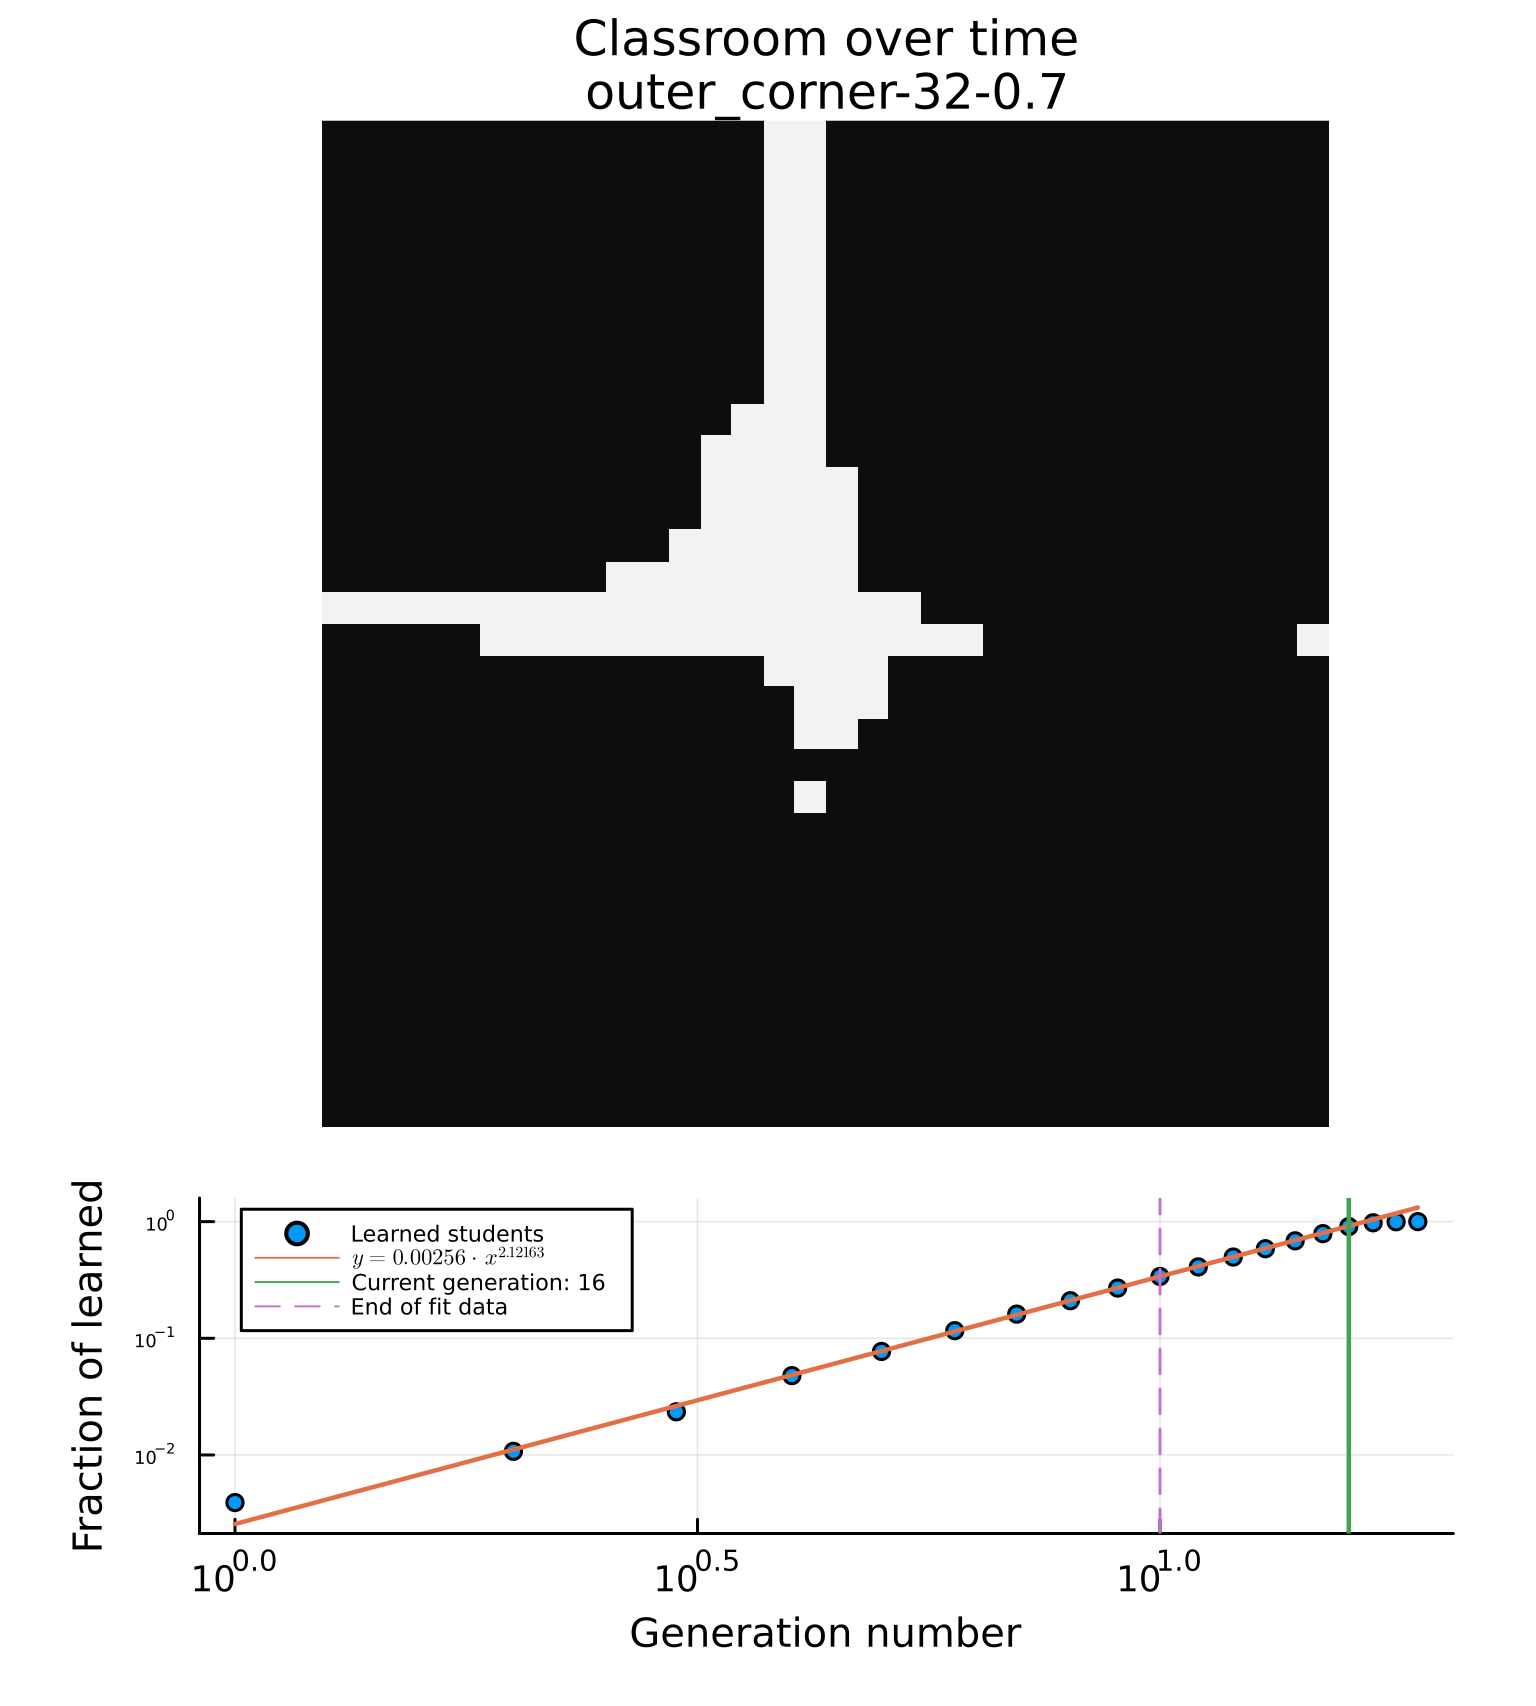 Classroom over time
outer_corner-32-0.7
Fraction of learned
10^0
10^−1
10^−2
Learned students
y = 0.00256 · x^2.12163
Current generation: 16
End of fit data
10^0.0 10^0.5 10^1.0
Generation number